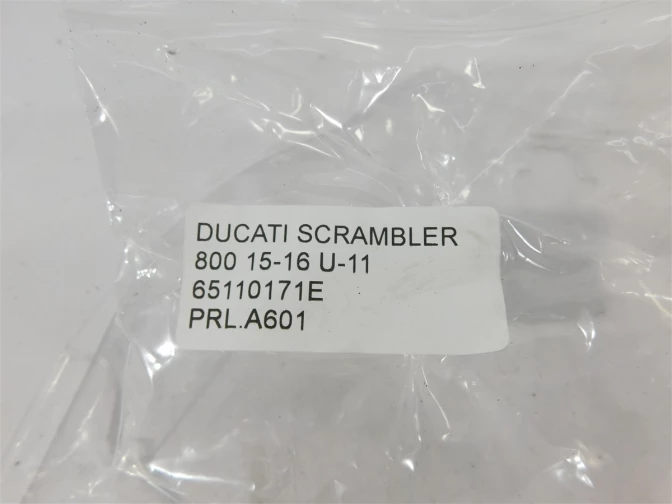 DUCATI SCRAMBLER
800 15-16 U-11
65110171E
PRL.A601